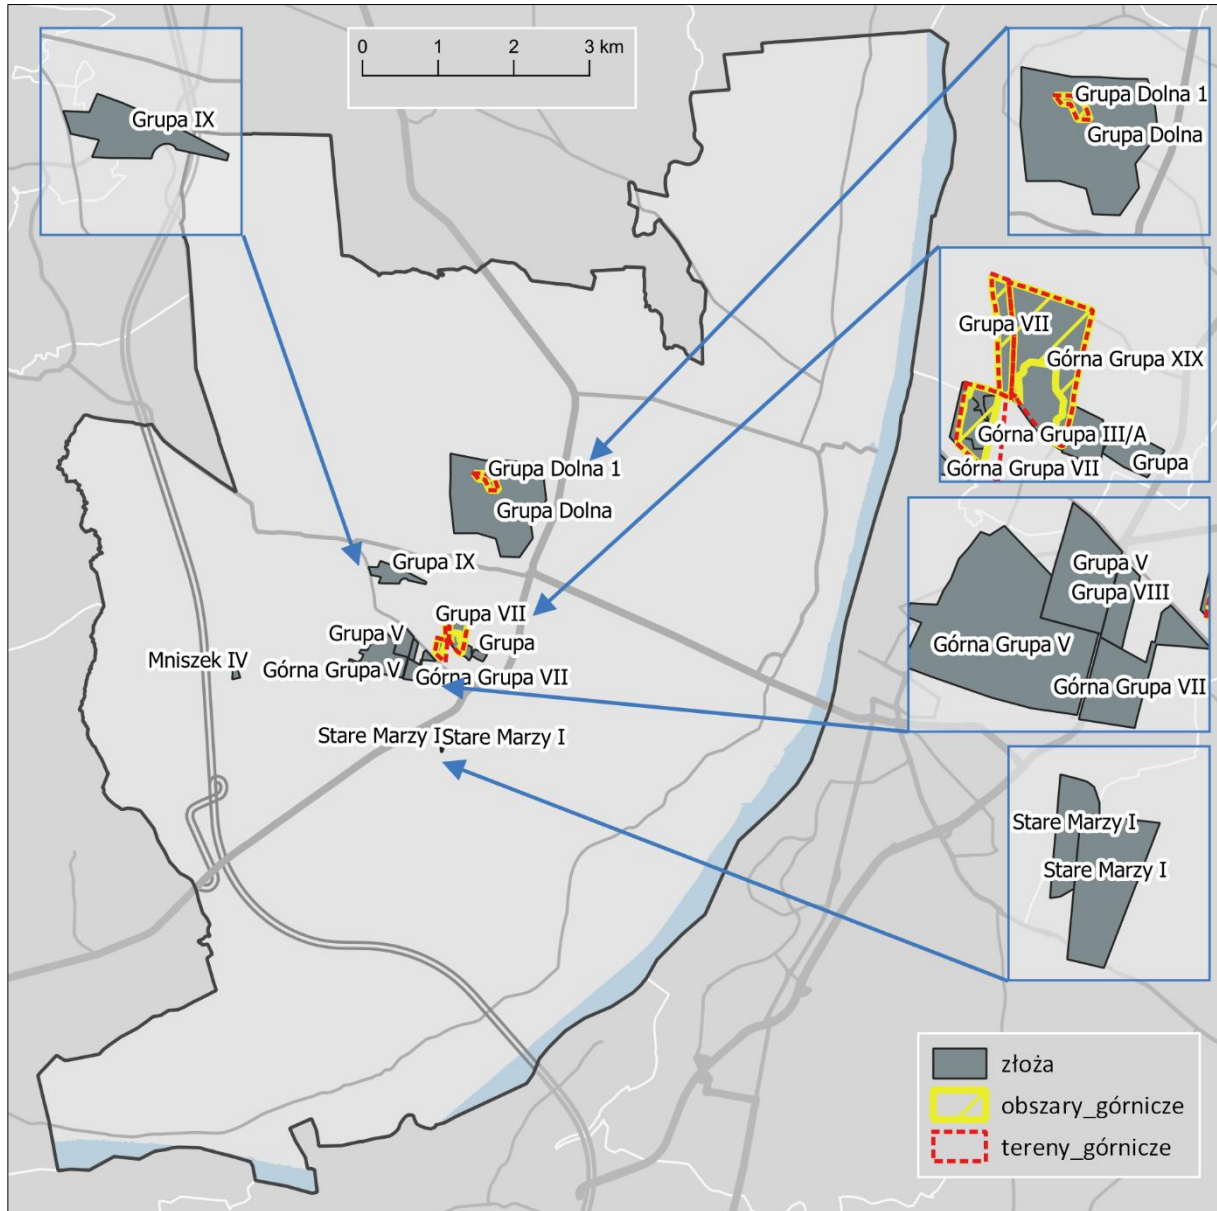 Grupa IX
0 1 2 3 km
Grupa Dolna 1
Grupa Dolna
Grupa VII
Górna Grupa XIX
Górna Grupa III/A
Górna Grupa VII
Grupa
Grupa Dolna 1
Grupa Dolna
Grupa IX
Grupa VII
Grupa V
Grupa
Mniszek IV
Górna Grupa V
Górna Grupa VII
Stare Marzy I
Stare Marzy I
Grupa V
Grupa VIII
Górna Grupa V
Górna Grupa VII
Stare Marzy I
Stare Marzy I
złoża
obszary_górnicze
tereny_górnicze